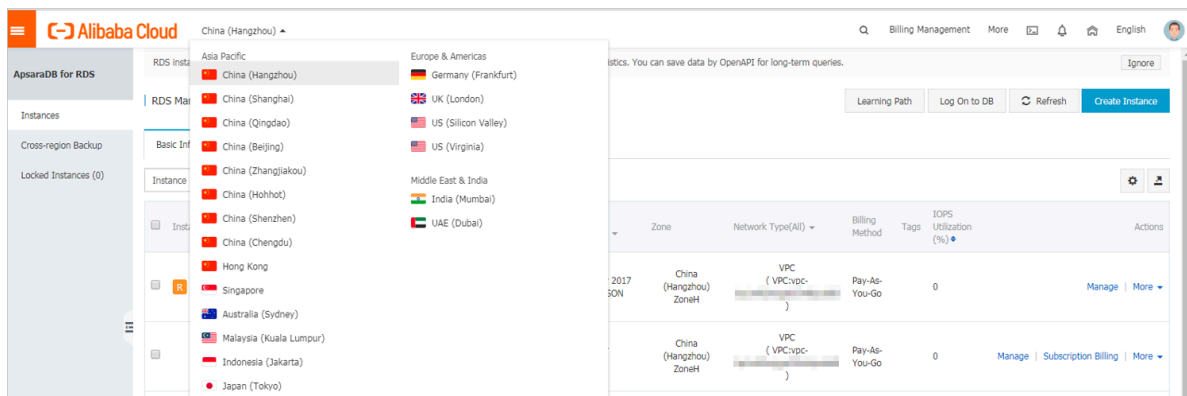 Alibaba Cloud
China (Hangzhou)
Billing Management
More
English
ApsaraDB for RDS
Instances
Cross-region Backup
Locked Instances (0)
RDS insta
istics. You can save data by OpenAPI for long-term queries.
Ignore
RDS Mar
Learning Path
Log On to DB
Refresh
Create Instance
Basic Inf
Instance
Asia Pacific
China (Hangzhou)
China (Shanghai)
China (Qingdao)
China (Beijing)
China (Zhangjiakou)
China (Hohhot)
China (Shenzhen)
China (Chengdu)
Hong Kong
Singapore
Australia (Sydney)
Malaysia (Kuala Lumpur)
Indonesia (Jakarta)
Japan (Tokyo)
Europe & Americas
Germany (Frankfurt)
UK (London)
US (Silicon Valley)
US (Virginia)
Middle East & India
India (Mumbai)
UAE (Dubai)
Insta
Zone
Network Type(All)
Billing
Method
Tags
IOPS
Utilization
(%)
Actions
R
2017
SON
China
(Hangzhou)
ZoneH
VPC
( VPC:vpc-
)
Pay-As-
You-Go
0
Manage | More
China
(Hangzhou)
ZoneH
VPC
( VPC:vpc-
)
Pay-As-
You-Go
0
Manage | Subscription Billing | More